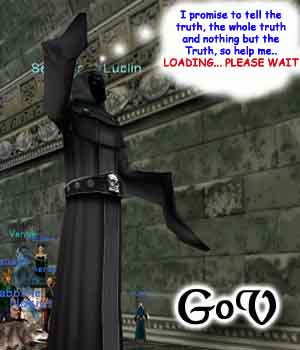 I promise to tell the
truth, the whole truth
and nothing but the
Truth, so help me..
LOADING... PLEASE WAIT
Luclin
GoV